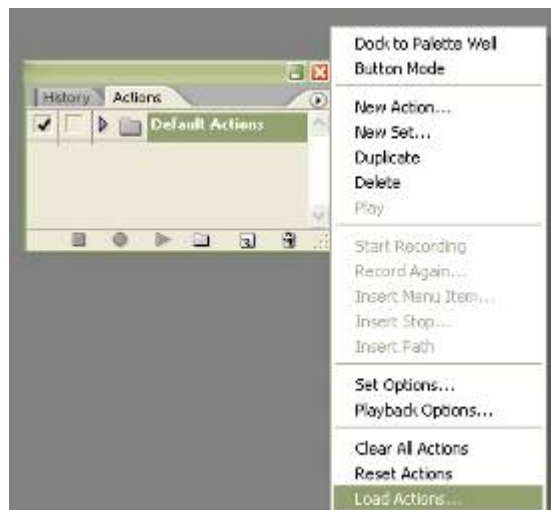 History Actions
Default Actions
Dock to Palette Well
Button Mode
New Action...
New Set...
Duplicate
Delete
Play
Start Recording
Record Again...
Insert Menu Item...
Insert Stop...
Insert Path
Set Options...
Playback Options...
Clear All Actions
Reset Actions
Load Actions...